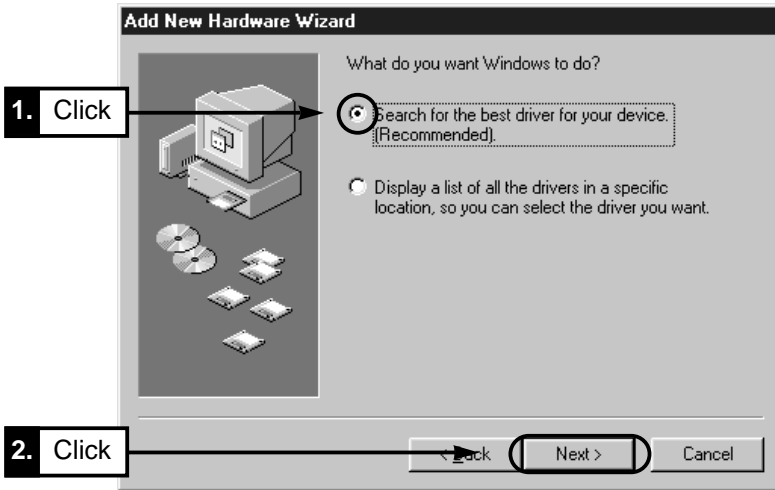 Add New Hardware Wizard
What do you want Windows to do?
1. Click
Search for the best driver for your device.
(Recommended).
Display a list of all the drivers in a specific
location, so you can select the driver you want.
2. Click
< Back Next > Cancel